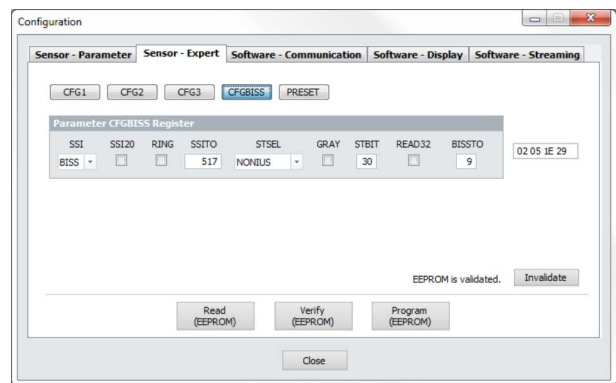 Configuration
Sensor - Parameter Sensor - Expert Software - Communication Software - Display Software - Streaming
CFG1 CFG2 CFG3 CFGBISS PRESET
Parameter CFGBISS Register
SSI SSI20 RING SSITO STSEL GRAY STBIT READ32 BISSTO
BISS 517 NONIUS 30 9 02 05 1E 29
EEPROM is validated. Invalidate
Read Verify Program
(EEPROM) (EEPROM) (EEPROM)
Close